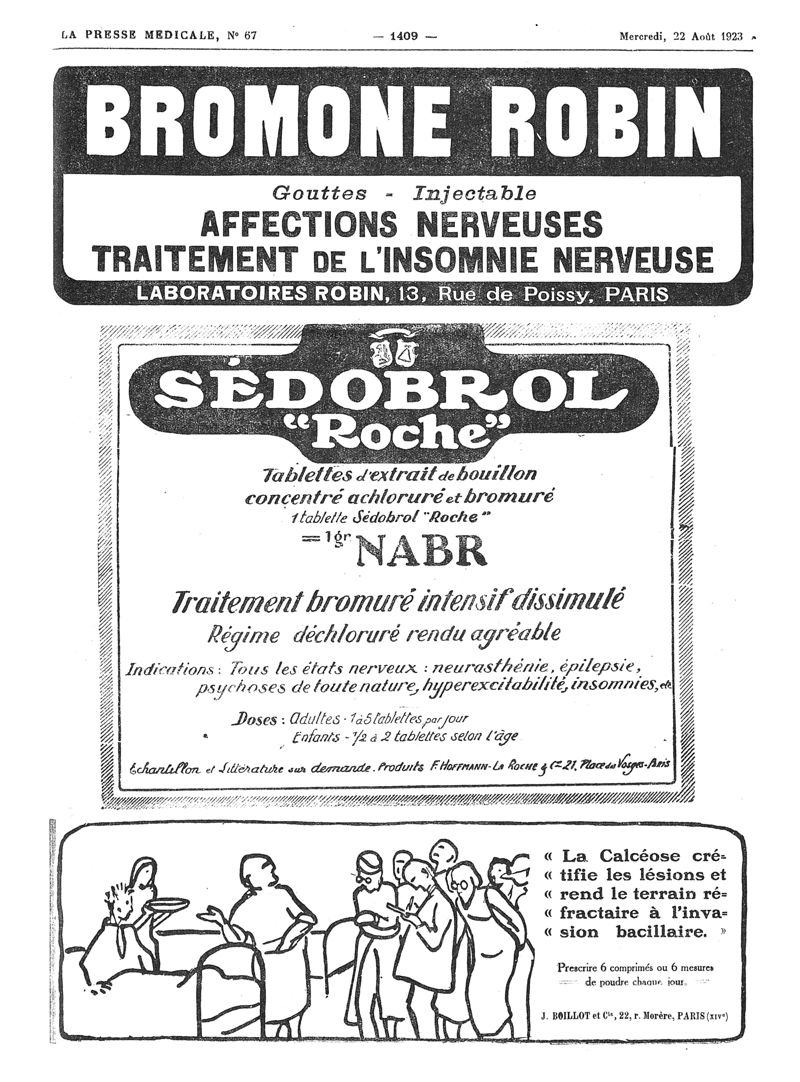 LA PRESSE MEDICALE, N° 67
— 1409 —
Mercredi, 22 Août 1923
BROMONE ROBIN
Gouttes - Injectable
AFFECTIONS NERVEUSES
TRAITEMENT DE L'INSOMNIE NERVEUSE
LABORATOIRES ROBIN, 13, Rue de Poissy, PARIS
SÉDOBROL
“Roche”
Tablettes d'extrait de bouillon
concentré achloruré et bromuré
1 tablette Sédobrol “Roche”
= 1gr NABR
Traitement bromuré intensif dissimulé
Régime déchloruré rendu agréable
Indications : Tous les états nerveux : neurasthénie, épilepsie,
psychoses de toute nature, hyperexcitabilité, insomnies, etc
Doses : Adultes - 1 à 5 tablettes par jour
Enfants - 1/2 à 2 tablettes selon l'âge
Echantillon et Littérature sur demande. Produits F. HOFFMANN-LA ROCHE & Cie 21, Place des Vosges-Paris
« La Calcéose cré=
« tifie les lésions et
« rend le terrain ré=
« fractaire à l'inva=
« sion bacillaire. »
Prescrire 6 comprimés ou 6 mesures
de poudre chaque jour.
J. BOILLOT et Cie, 22, r. Morère, PARIS (XIVe)